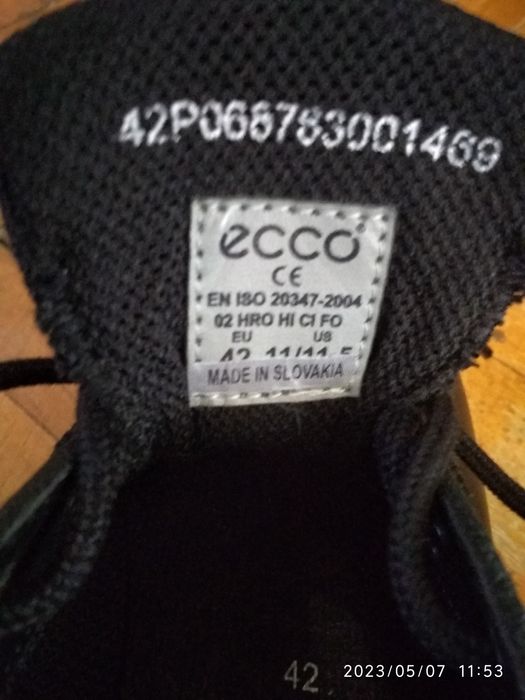 42P068783001469
ecco®
CE
EN ISO 20347-2004
02 HRO HI CI FO
EU US
42 11/11.5
MADE IN SLOVAKIA
42
2023/05/07 11:53